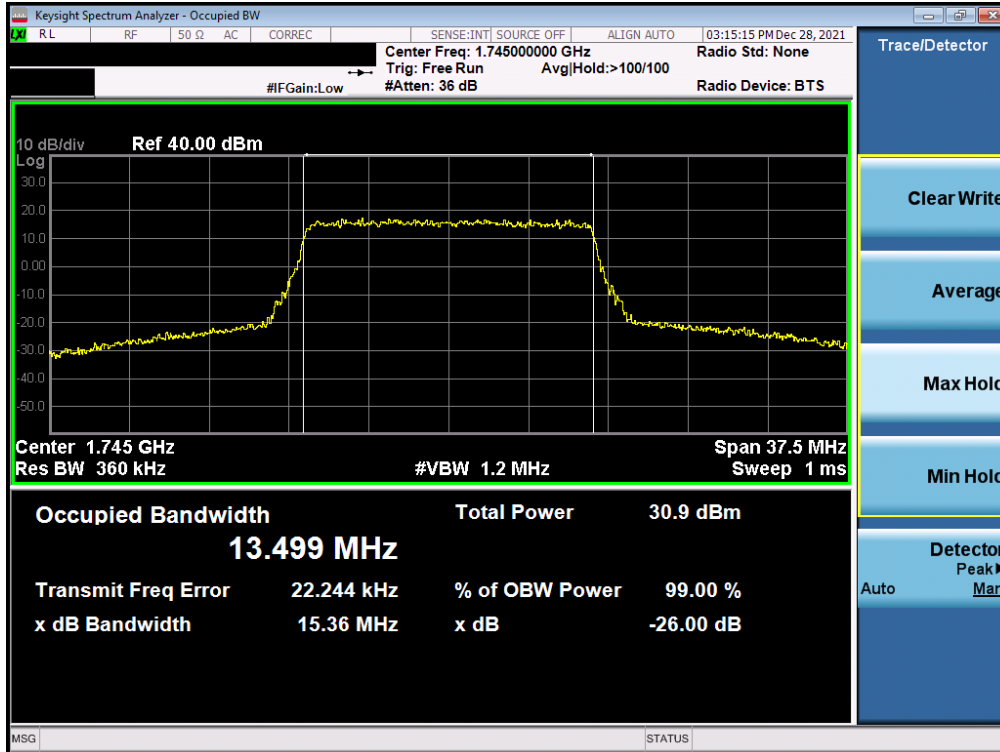 Keysight Spectrum Analyzer - Occupied BW
LXI RL RF 50 Ω AC CORREC SENSE:INT SOURCE OFF ALIGN AUTO 03:15:15 PM Dec 28, 2021
Center Freq: 1.745000000 GHz Radio Std: None
Trig: Free Run Avg|Hold:>100/100
#IFGain:Low #Atten: 36 dB Radio Device: BTS
10 dB/div Ref 40.00 dBm
Log
30.0
20.0
10.0
0.00
-10.0
-20.0
-30.0
-40.0
-50.0
Center 1.745 GHz Span 37.5 MHz
Res BW 360 kHz #VBW 1.2 MHz Sweep 1 ms
Occupied Bandwidth Total Power 30.9 dBm
13.499 MHz
Transmit Freq Error 22.244 kHz % of OBW Power 99.00 %
x dB Bandwidth 15.36 MHz x dB -26.00 dB
MSG STATUS
Trace/Detector
Clear Write
Average
Max Hold
Min Hold
Detector
Peak
Auto Man